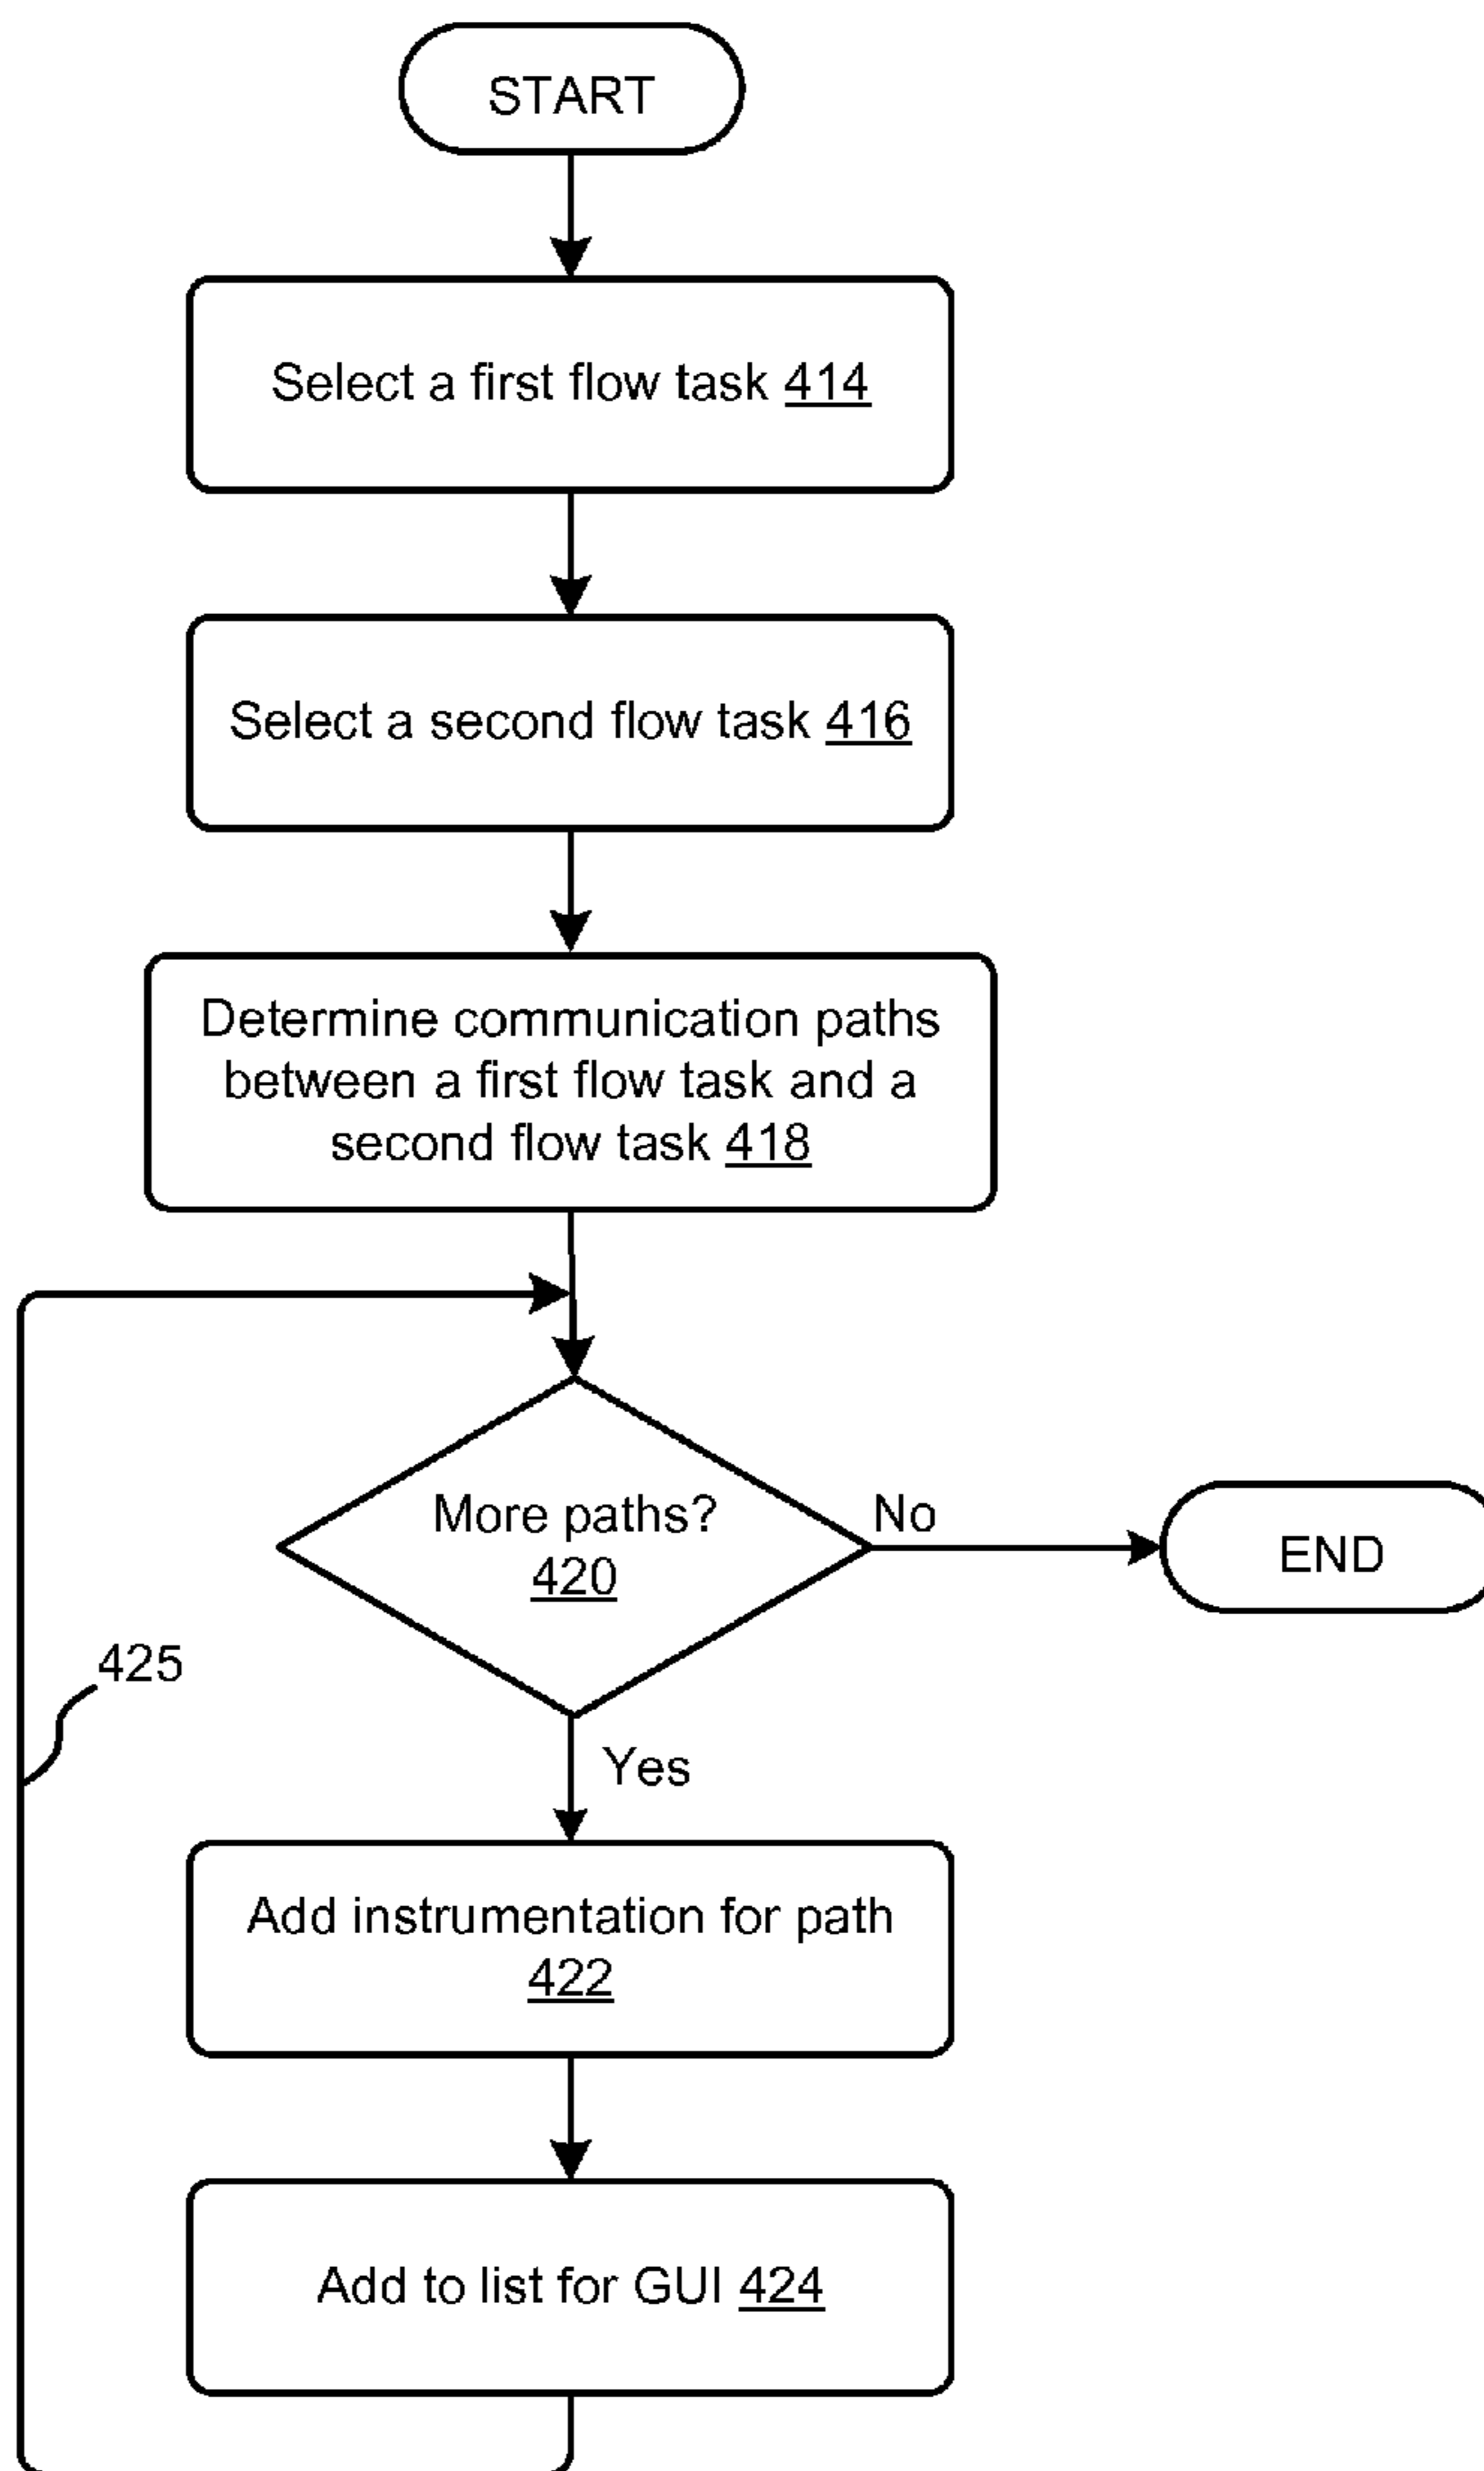 START
Select a first flow task 414
Select a second flow task 416
Determine communication paths
between a first flow task and a
second flow task 418
More paths?
420
No
END
425
Yes
Add instrumentation for path
422
Add to list for GUI 424